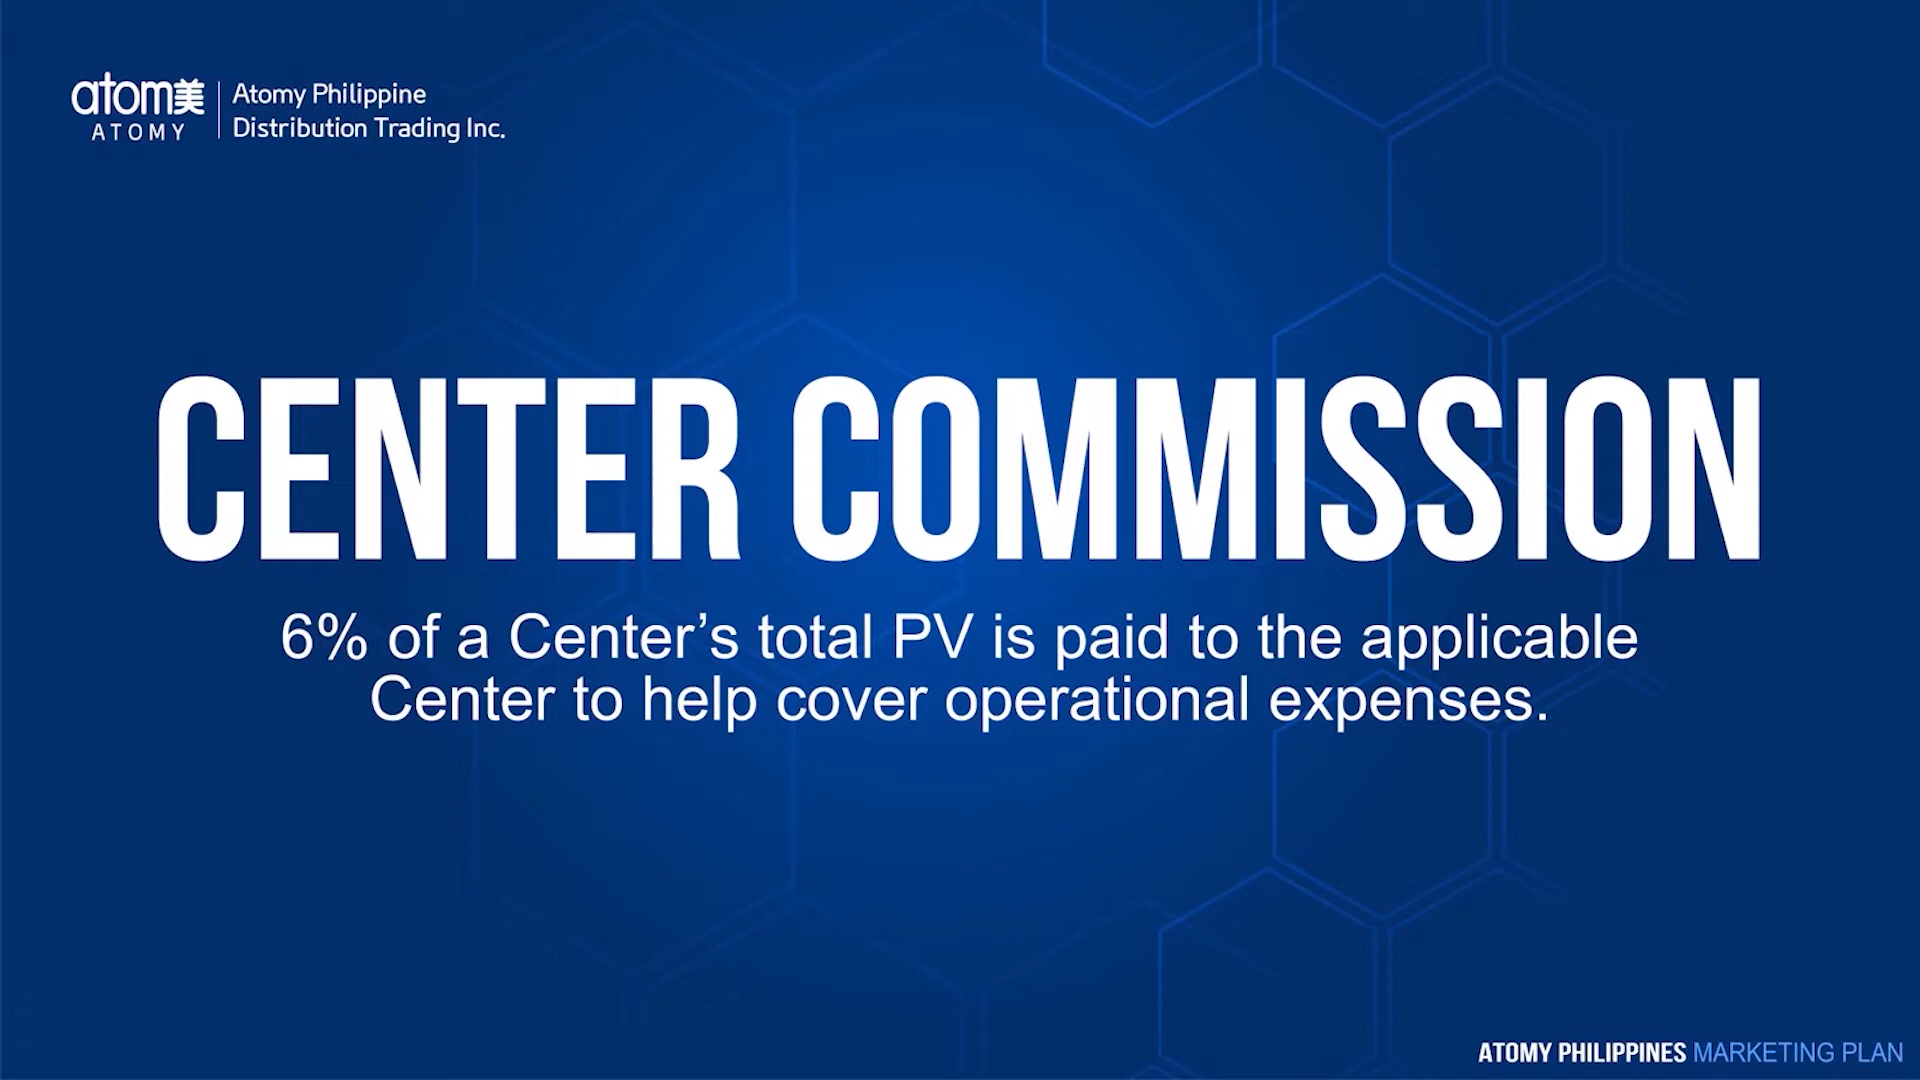 atom美
ATOMY
Atomy Philippine
Distribution Trading Inc.
CENTER COMMISSION
6% of a Center’s total PV is paid to the applicable
Center to help cover operational expenses.
ATOMY PHILIPPINES MARKETING PLAN